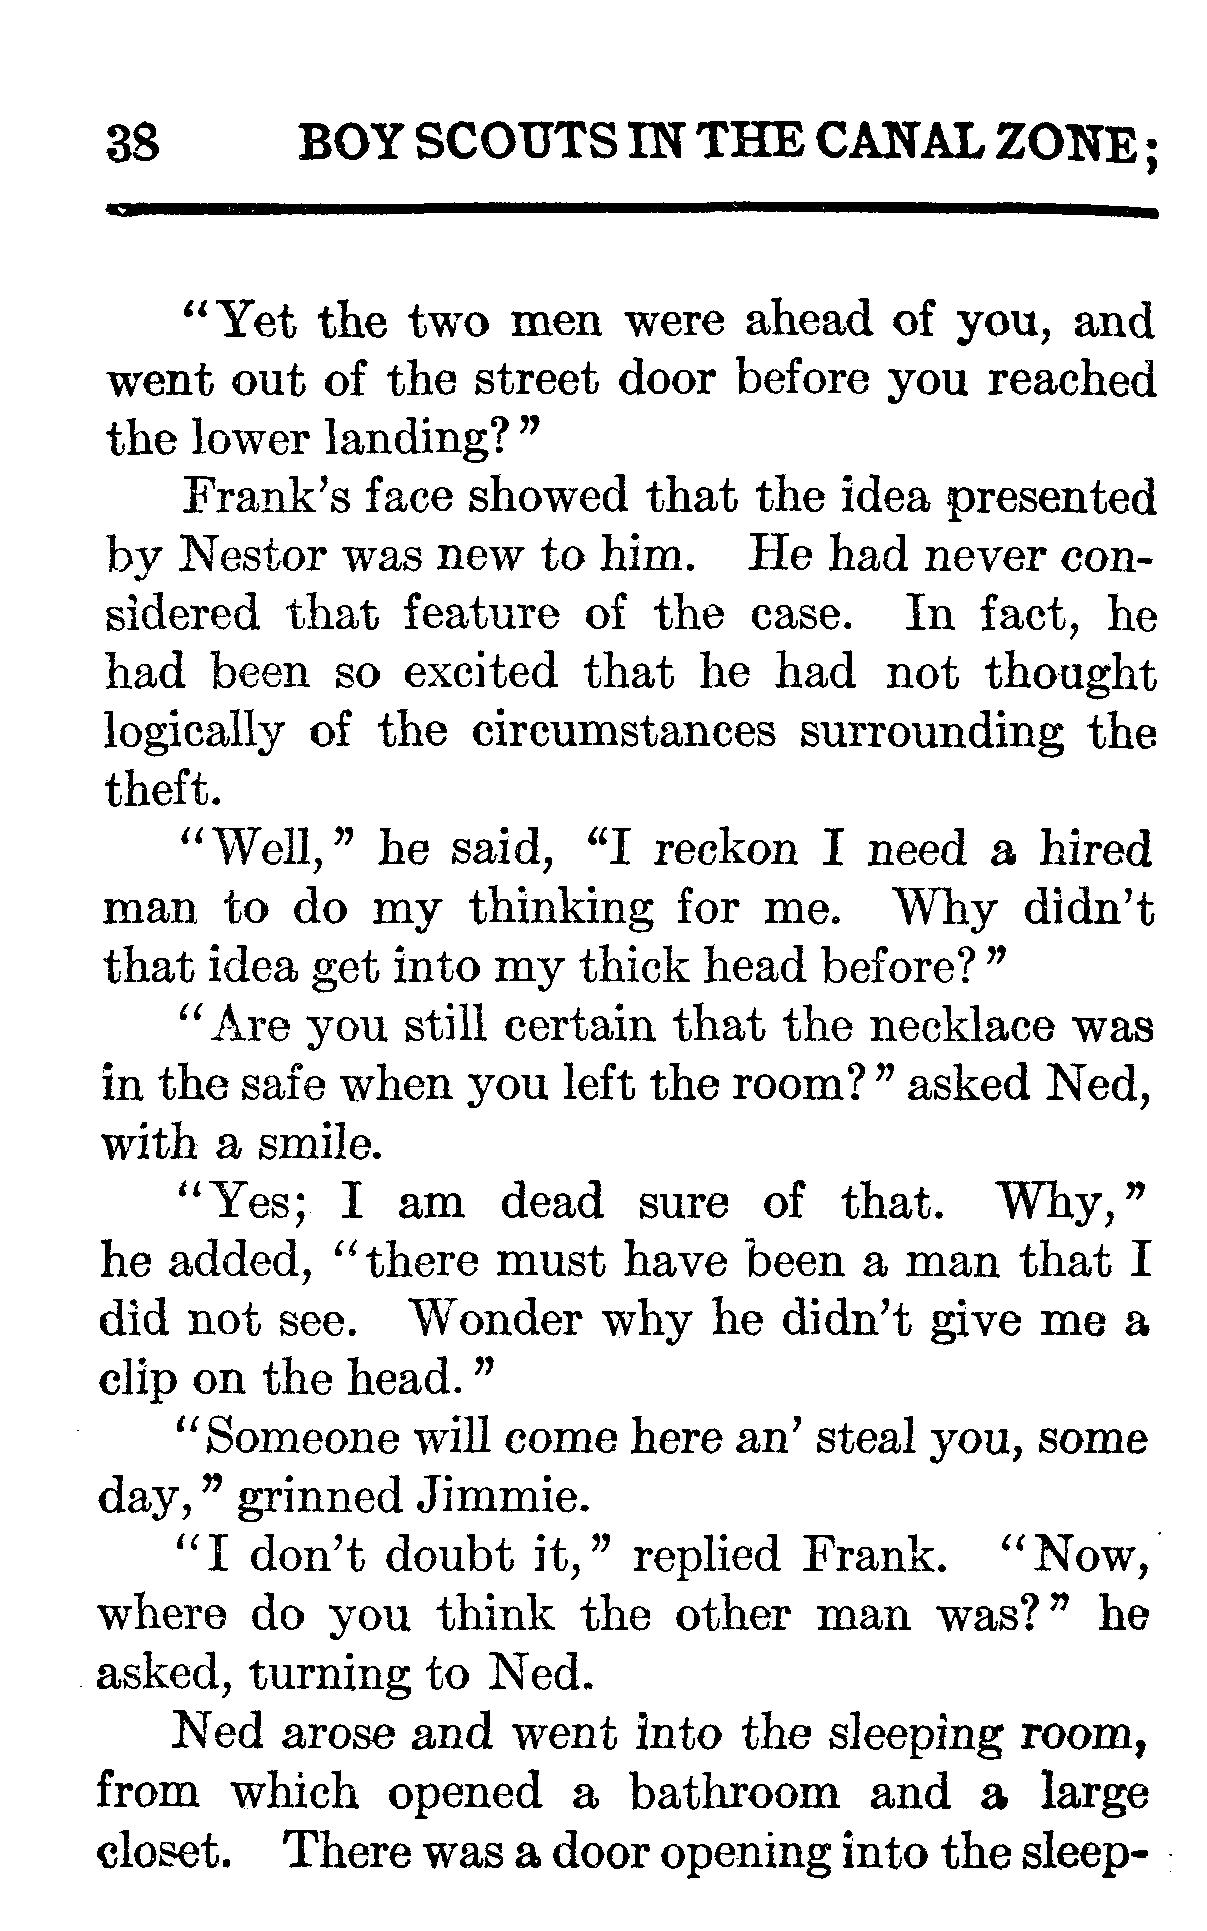 38 BOY SCOUTS IN THE CANAL ZONE;
"Yet the two men were ahead of you, and
went out of the street door before you reached
the lower landing?"
Frank's face showed that the idea presented
by Nestor was new to him. He had never con-
sidered that feature of the case. In fact, he
had been so excited that he had not thought
logically of the circumstances surrounding the
theft.
"Well," he said, "I reckon I need a hired
man to do my thinking for me. Why didn't
that idea get into my thick head before?"
"Are you still certain that the necklace was
in the safe when you left the room?" asked Ned,
with a smile.
"Yes; I am dead sure of that. Why,"
he added, "there must have been a man that I
did not see. Wonder why he didn't give me a
clip on the head."
"Someone will come here an' steal you, some
day," grinned Jimmie.
"I don't doubt it," replied Frank. "Now,
where do you think the other man was?" he
asked, turning to Ned.
Ned arose and went into the sleeping room,
from which opened a bathroom and a large
closet. There was a door opening into the sleep-